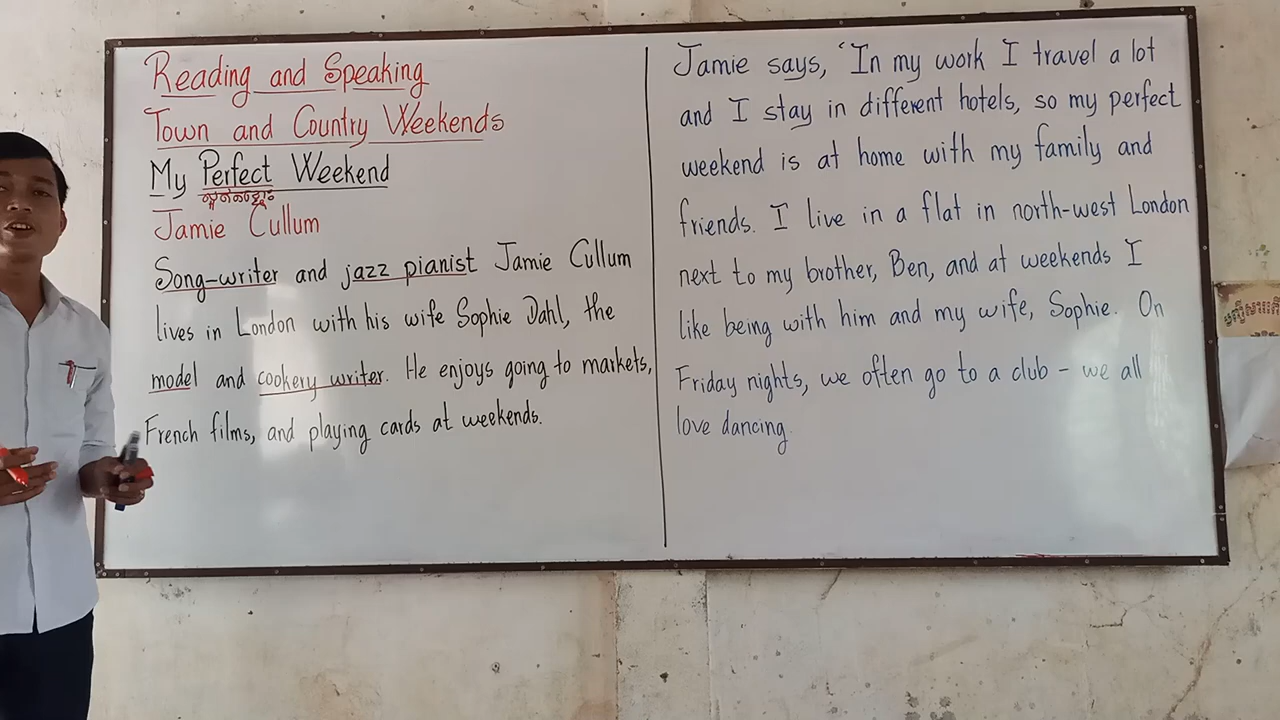 Reading and Speaking
Town and Country Weekends
My Perfect Weekend
Jamie Cullum
Song-writer and jazz pianist Jamie Cullum
lives in London with his wife Sophie Dahl, the
model and cookery writer. He enjoys going to markets,
French films, and playing cards at weekends.
Jamie says, 'In my work I travel a lot
and I stay in different hotels, so my perfect
weekend is at home with my family and
friends. I live in a flat in north-west London
next to my brother, Ben, and at weekends I
like being with him and my wife, Sophie. On
Friday nights, we often go to a club – we all
love dancing.